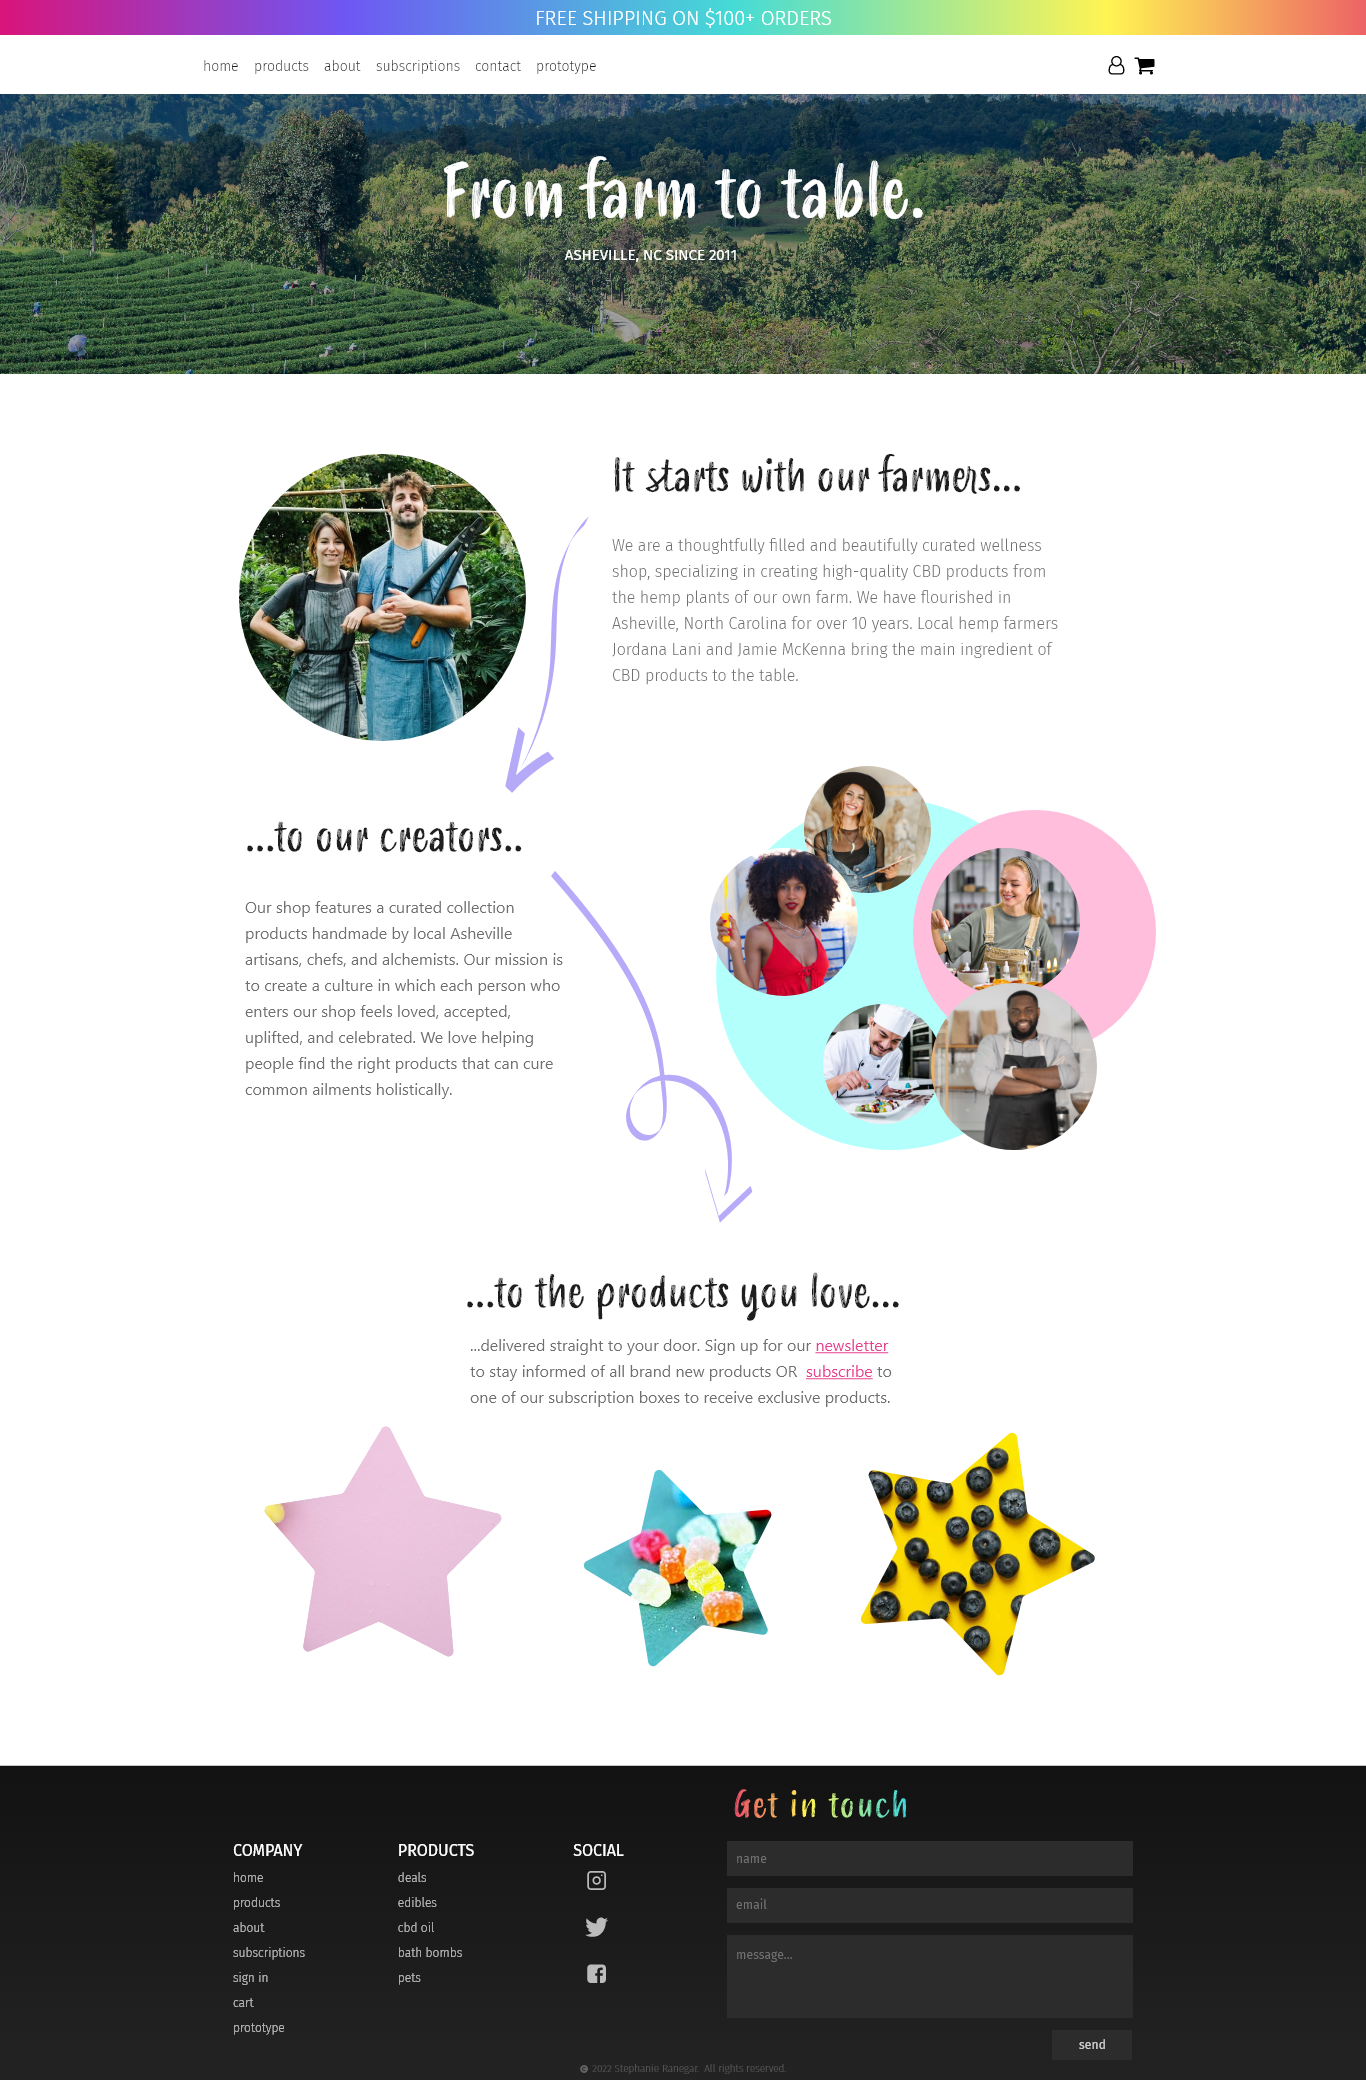 FREE SHIPPING ON $100+ ORDERS
home products about subscriptions contact prototype
From farm to table.
ASHEVILLE, NC SINCE 2011
It starts with our farmers...
We are a thoughtfully filled and beautifully curated wellness
shop, specializing in creating high-quality CBD products from
the hemp plants of our own farm. We have flourished in
Asheville, North Carolina for over 10 years. Local hemp farmers
Jordana Lani and Jamie McKenna bring the main ingredient of
CBD products to the table.
...to our creators..
Our shop features a curated collection
products handmade by local Asheville
artisans, chefs, and alchemists. Our mission is
to create a culture in which each person who
enters our shop feels loved, accepted,
uplifted, and celebrated. We love helping
people find the right products that can cure
common ailments holistically.
...to the products you love...
...delivered straight to your door. Sign up for our newsletter
to stay informed of all brand new products OR subscribe to
one of our subscription boxes to receive exclusive products.
COMPANY
home
products
about
subscriptions
sign in
cart
prototype
PRODUCTS
deals
edibles
cbd oil
bath bombs
pets
SOCIAL
Get in touch
name
email
message...
send
© 2022 Stephanie Ranegar. All rights reserved.